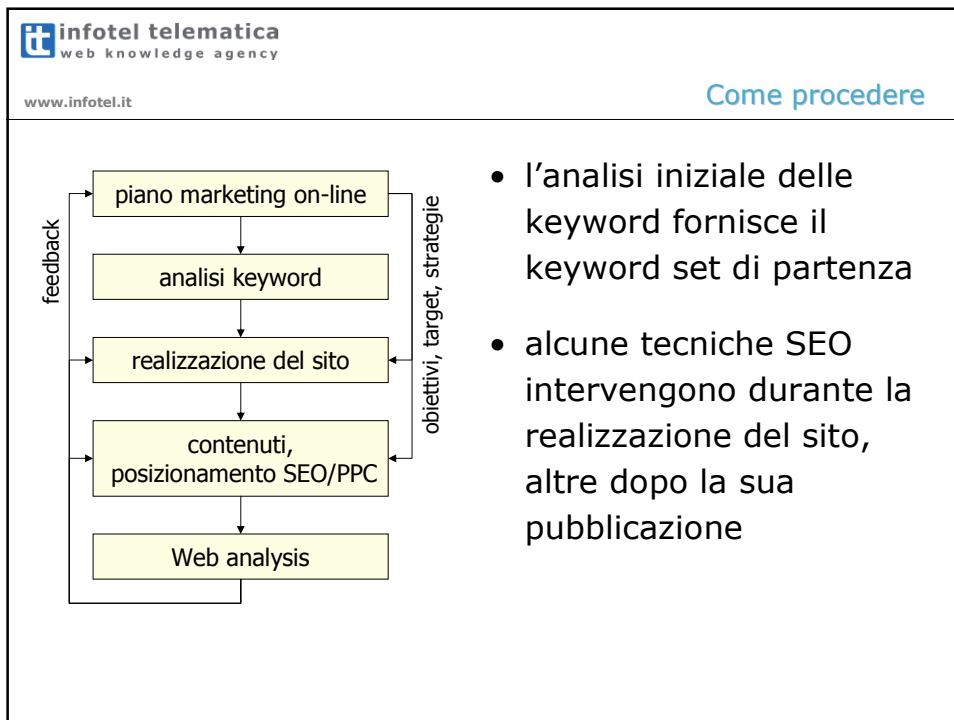 it infotel telematica
web knowledge agency
www.infotel.it
Come procedere
piano marketing on-line
analisi keyword
realizzazione del sito
contenuti,
posizionamento SEO/PPC
Web analysis
feedback
obiettivi, target, strategie
• l’analisi iniziale delle
keyword fornisce il
keyword set di partenza
• alcune tecniche SEO
intervengono durante la
realizzazione del sito,
altre dopo la sua
pubblicazione